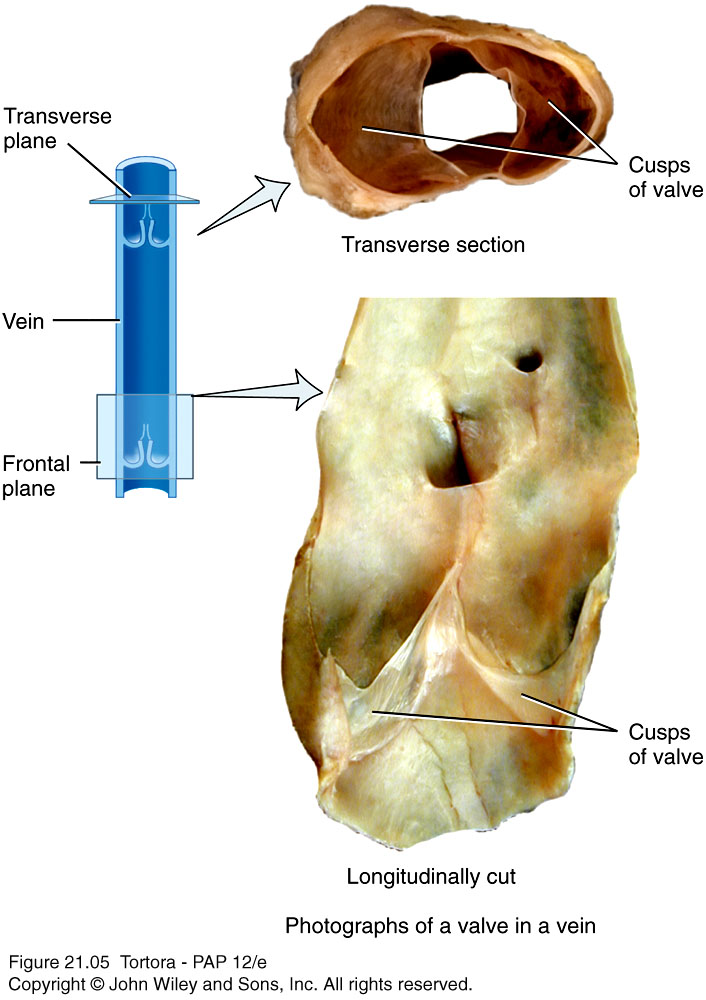 Transverse
plane
Cusps
of valve
Transverse section
Vein
Frontal
plane
Cusps
of valve
Longitudinally cut
Photographs of a valve in a vein
Figure 21.05 Tortora - PAP 12/e
Copyright © John Wiley and Sons, Inc. All rights reserved.